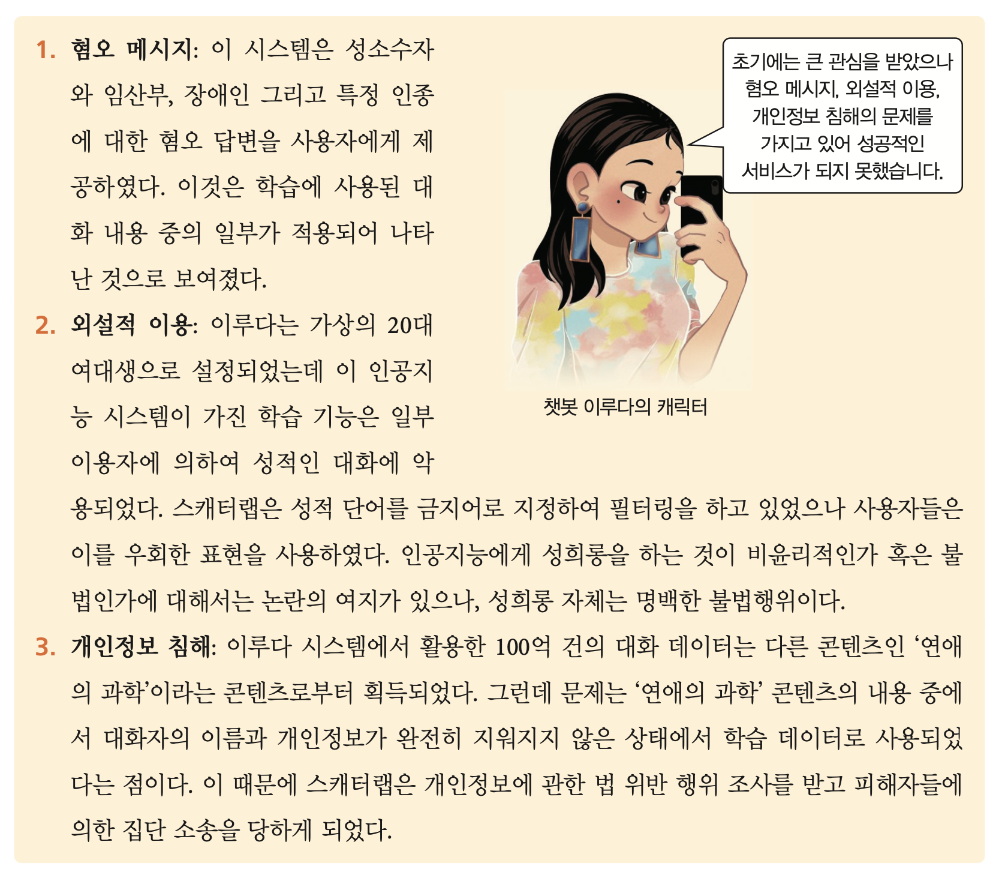 1. 혐오 메시지: 이 시스템은 성소수자
와 임산부, 장애인 그리고 특정 인종
에 대한 혐오 답변을 사용자에게 제
공하였다. 이것은 학습에 사용된 대
화 내용 중의 일부가 적용되어 나타
난 것으로 보여졌다.
2. 외설적 이용: 이루다는 가상의 20대
여대생으로 설정되었는데 이 인공지
능 시스템이 가진 학습 기능은 일부
이용자에 의하여 성적인 대화에 악
용되었다. 스캐터랩은 성적 단어를 금지어로 지정하여 필터링을 하고 있었으나 사용자들은
이를 우회한 표현을 사용하였다. 인공지능에게 성희롱을 하는 것이 비윤리적인가 혹은 불
법인가에 대해서는 논란의 여지가 있으나, 성희롱 자체는 명백한 불법행위이다.
3. 개인정보 침해: 이루다 시스템에서 활용한 100억 건의 대화 데이터는 다른 콘텐츠인 ‘연애
의 과학’이라는 콘텐츠로부터 획득되었다. 그런데 문제는 ‘연애의 과학’ 콘텐츠의 내용 중에
서 대화자의 이름과 개인정보가 완전히 지워지지 않은 상태에서 학습 데이터로 사용되었
다는 점이다. 이 때문에 스캐터랩은 개인정보에 관한 법 위반 행위 조사를 받고 피해자들에
의한 집단 소송을 당하게 되었다.
초기에는 큰 관심을 받았으나
혐오 메시지, 외설적 이용,
개인정보 침해의 문제를
가지고 있어 성공적인
서비스가 되지 못했습니다.
챗봇 이루다의 캐릭터